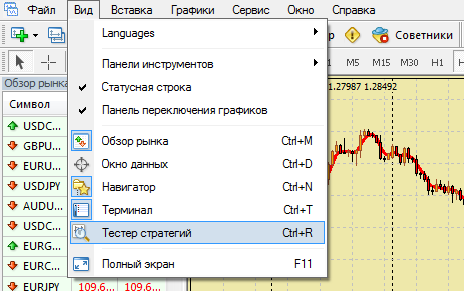 Файл Вид Вставка Графики Сервис Окно Справка
Советники
M15 M30 H1
Обзор рынка
Символ
USDC...
GBPU...
EURU...
USDJPY
AUDU...
USDC...
EURG...
EURC...
EURJPY 109.6... 109.6...
Languages
Панели инструментов
Статусная строка
Панель переключения графиков
Обзор рынка Ctrl+M
Окно данных Ctrl+D
Навигатор Ctrl+N
Терминал Ctrl+T
Тестер стратегий Ctrl+R
Полный экран F11
1.27987 1.28492